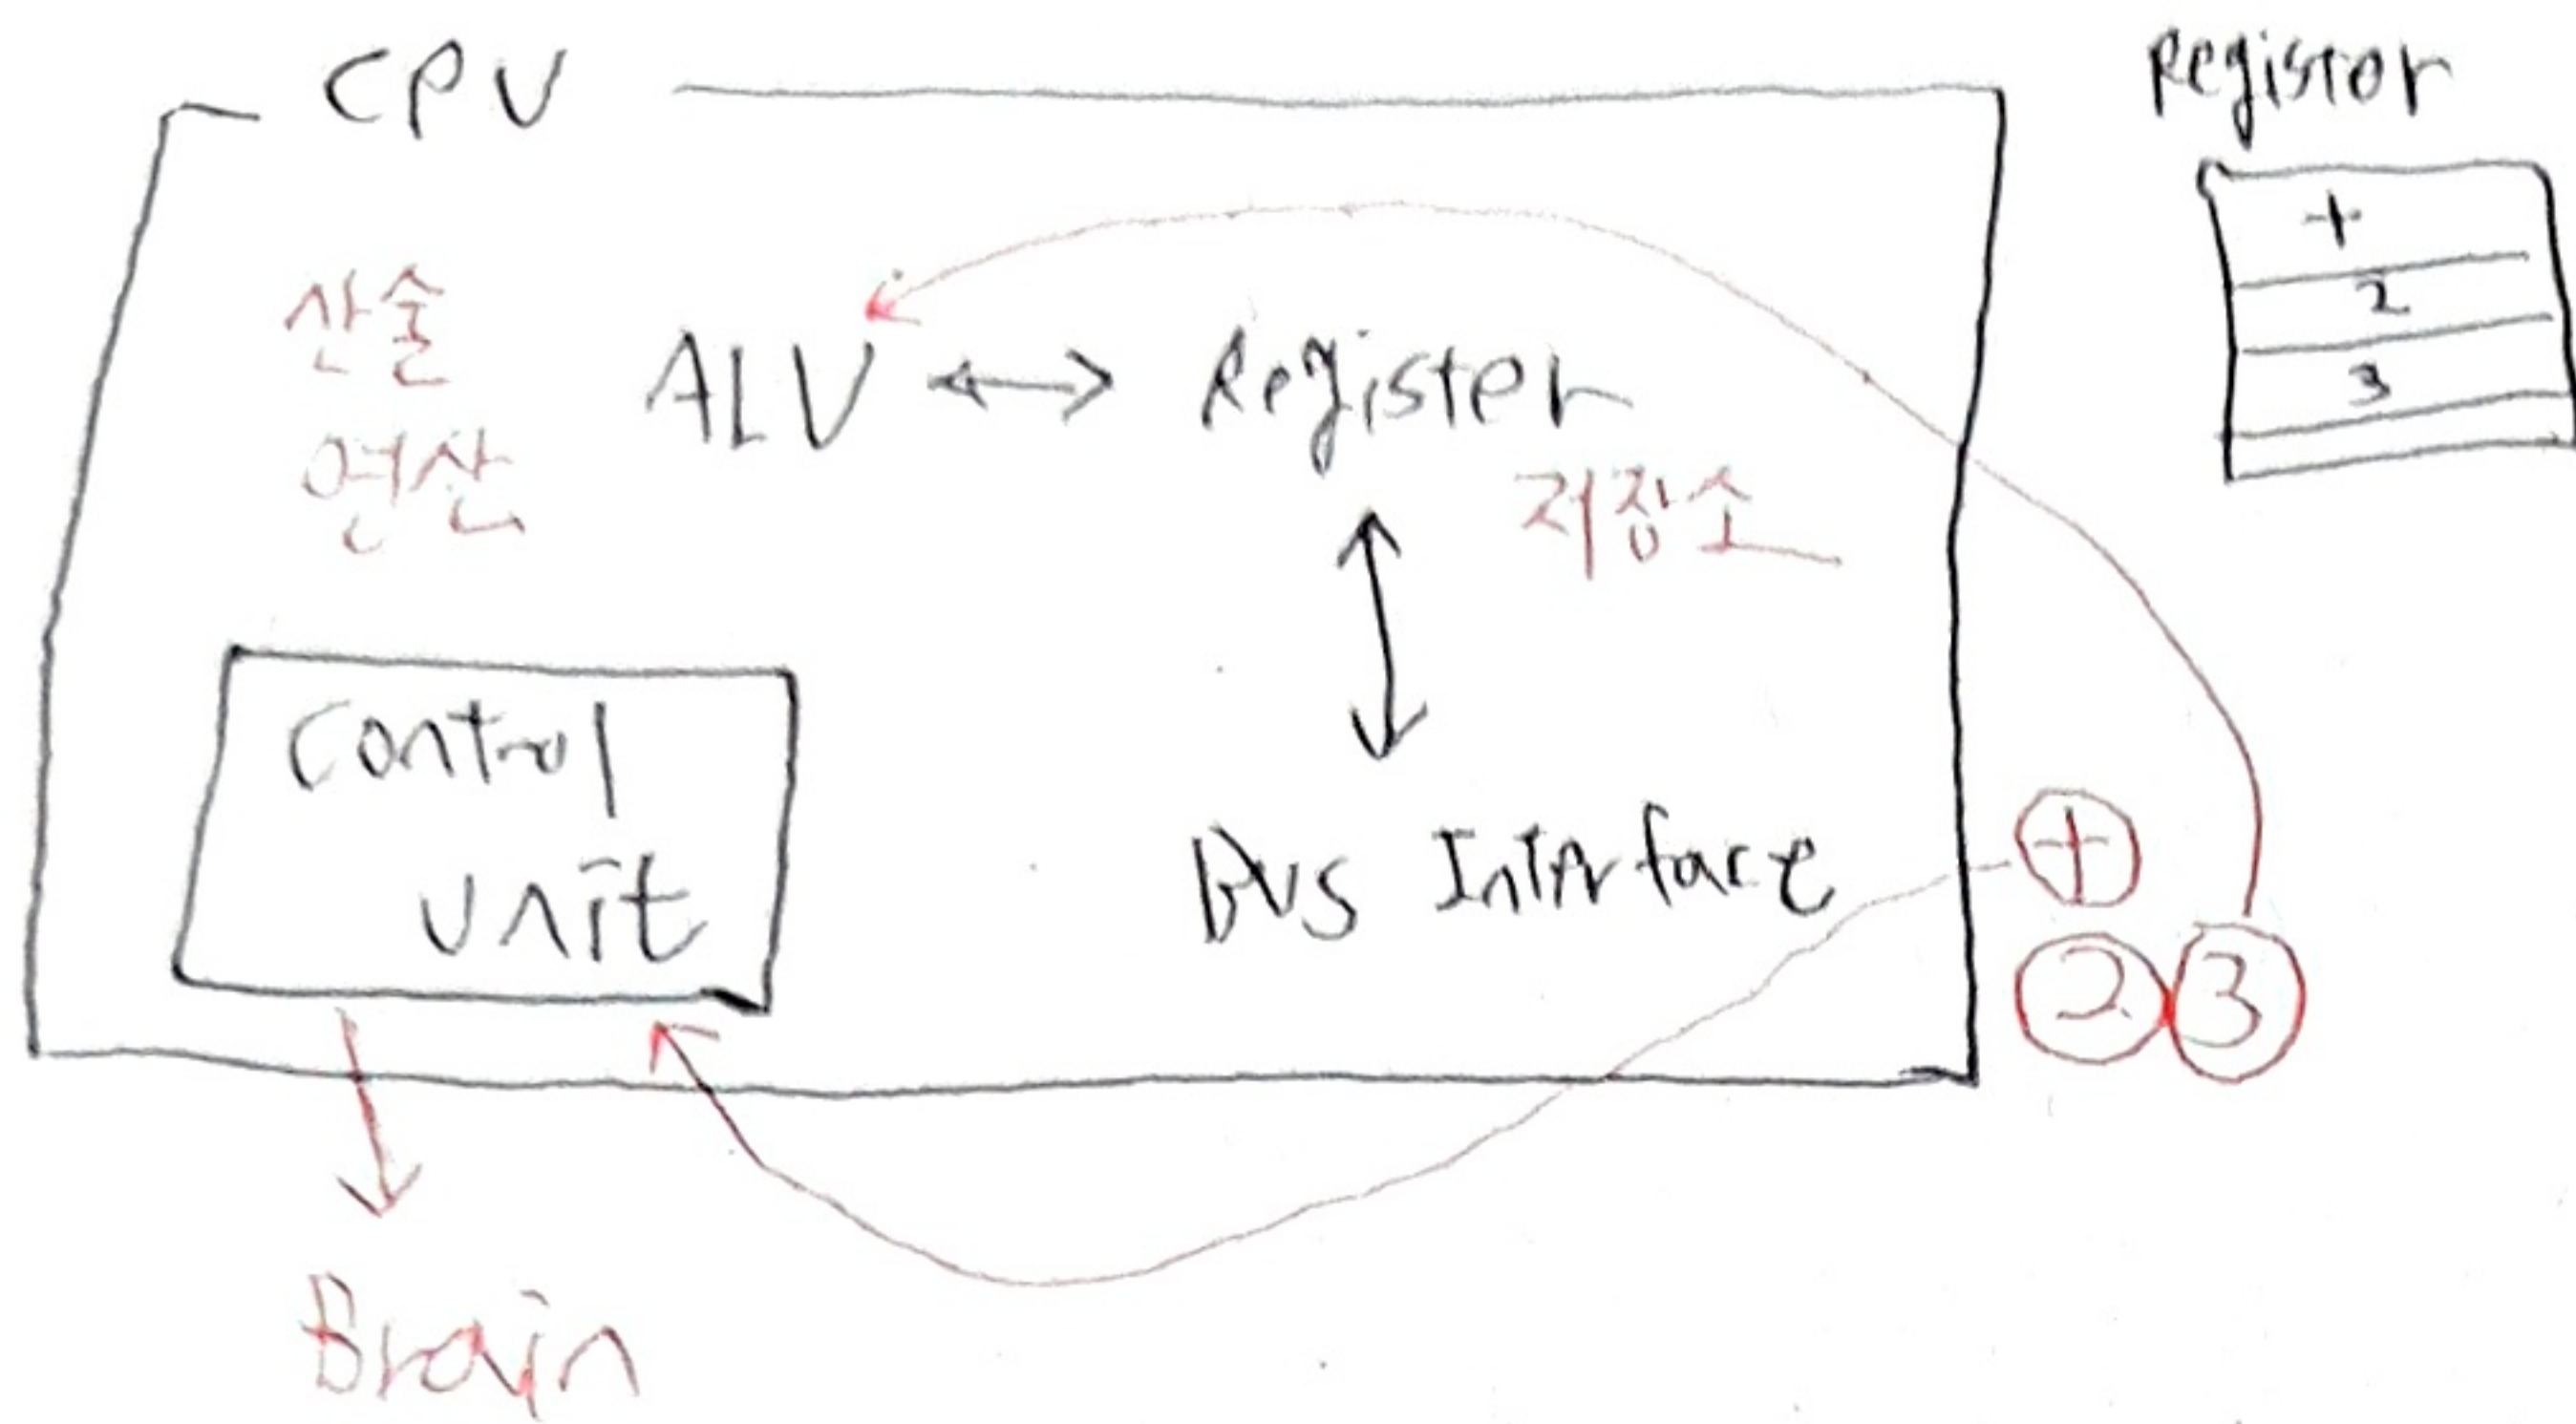 CPU
Registor
+
2
3
산술
연산
ALU ↔ Register
저장소
Control
Unit
Bus Interface
+
2 3
Brain